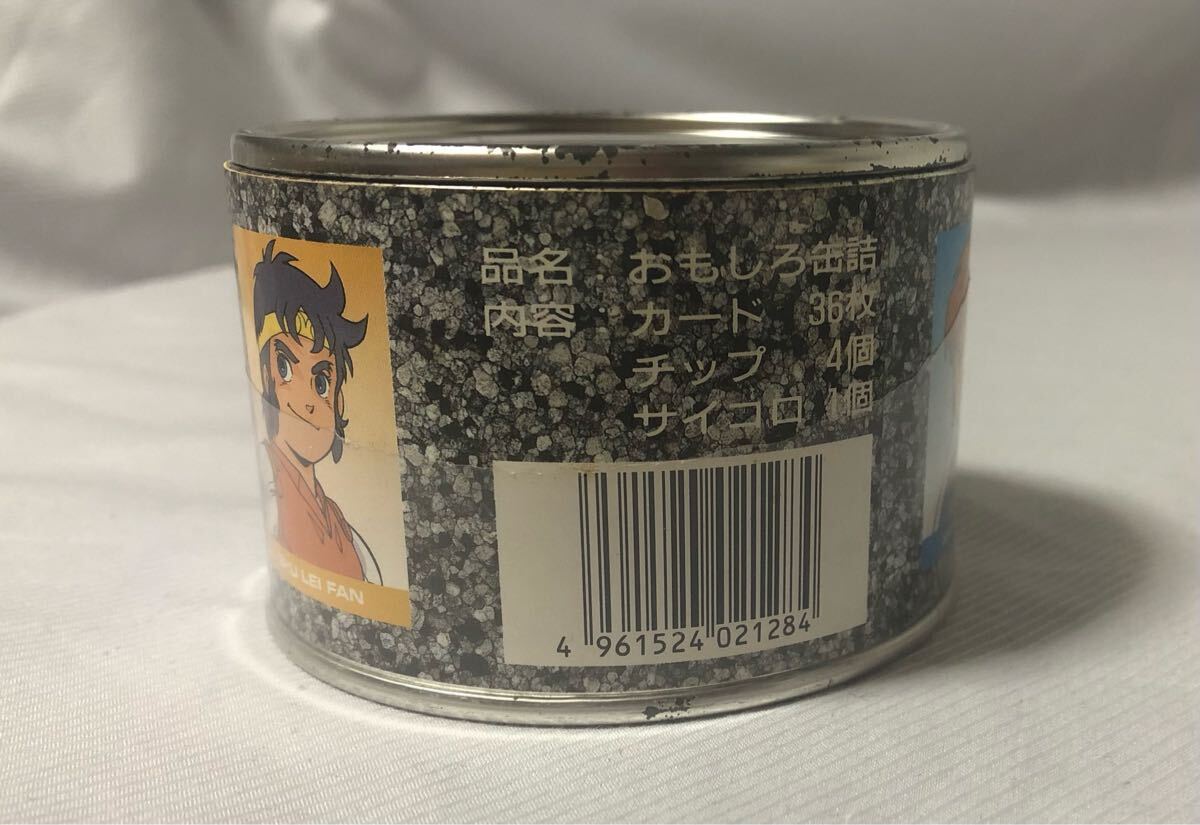 品名 おもしろ缶詰
内容 カード 36枚
チップ 4個
サイコロ 1個
4 961524 021284
LEI FAN